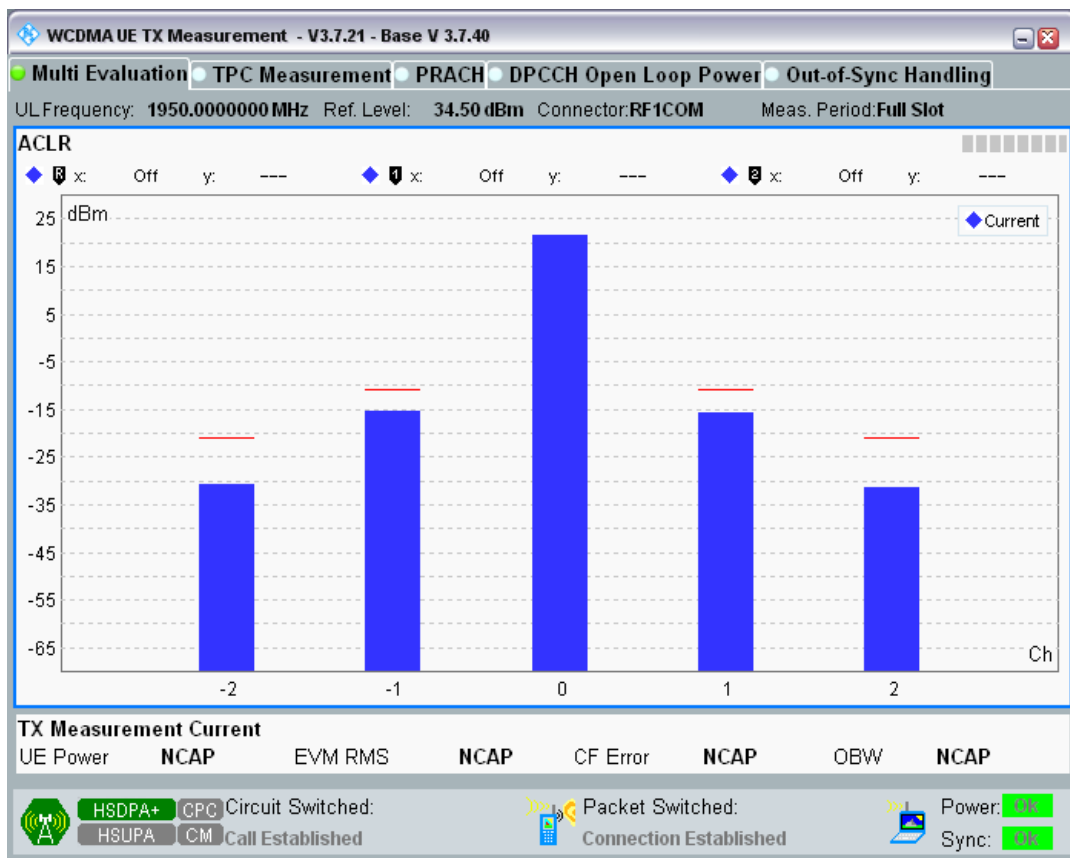 WCDMA UE TX Measurement - V3.7.21 - Base V 3.7.40
Multi Evaluation TPC Measurement PRACH DPCCH Open Loop Power Out-of-Sync Handling
UL Frequency: 1950.0000000 MHz Ref. Level: 34.50 dBm Connector:RF1COM Meas. Period:Full Slot
ACLR
R x: Off y: --- 1 x: Off y: --- 2 x: Off y: ---
dBm
Current
25
15
5
-5
-15
-25
-35
-45
-55
-65
Ch
-2 -1 0 1 2
TX Measurement Current
UE Power NCAP EVM RMS NCAP CF Error NCAP OBW NCAP
HSDPA+ CPC Circuit Switched: Packet Switched: Power: Ok
HSUPA CM Call Established Connection Established Sync: Ok